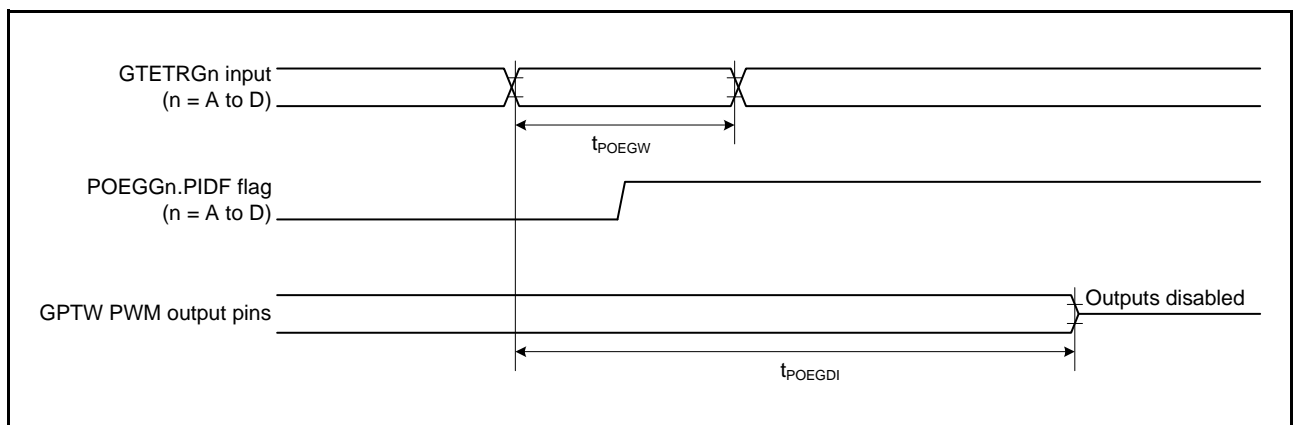 GTETRGn input
(n = A to D)
tPOEGW
POEGGn.PIDF flag
(n = A to D)
Outputs disabled
GPTW PWM output pins
tPOEGDI